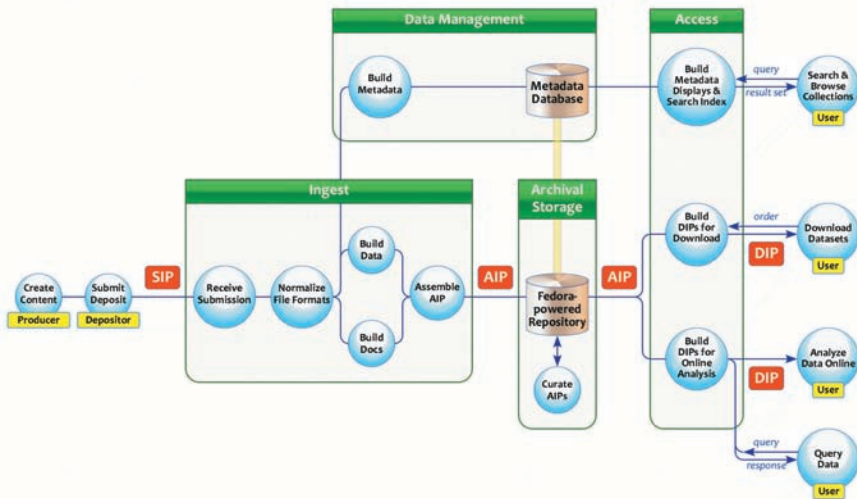 Data Management
Access
Build
Metadata
Metadata
Database
Build
Metadata
Displays &
Search Index
query
result set
Search &
Browse
Collections
User
Ingest
Archival
Storage
Create
Content
Producer
Submit
Deposit
Depositor
SIP
Receive
Submission
Normalize
File Formats
Build
Data
Build
Docs
Assemble
AIP
AIP
Fedora-
powered
Repository
Curate
AIPs
AIP
Build
DIPs for
Download
order
DIP
Download
Datasets
User
Build
DIPs for
Online
Analysis
DIP
Analyze
Data Online
User
query
response
Query
Data
User